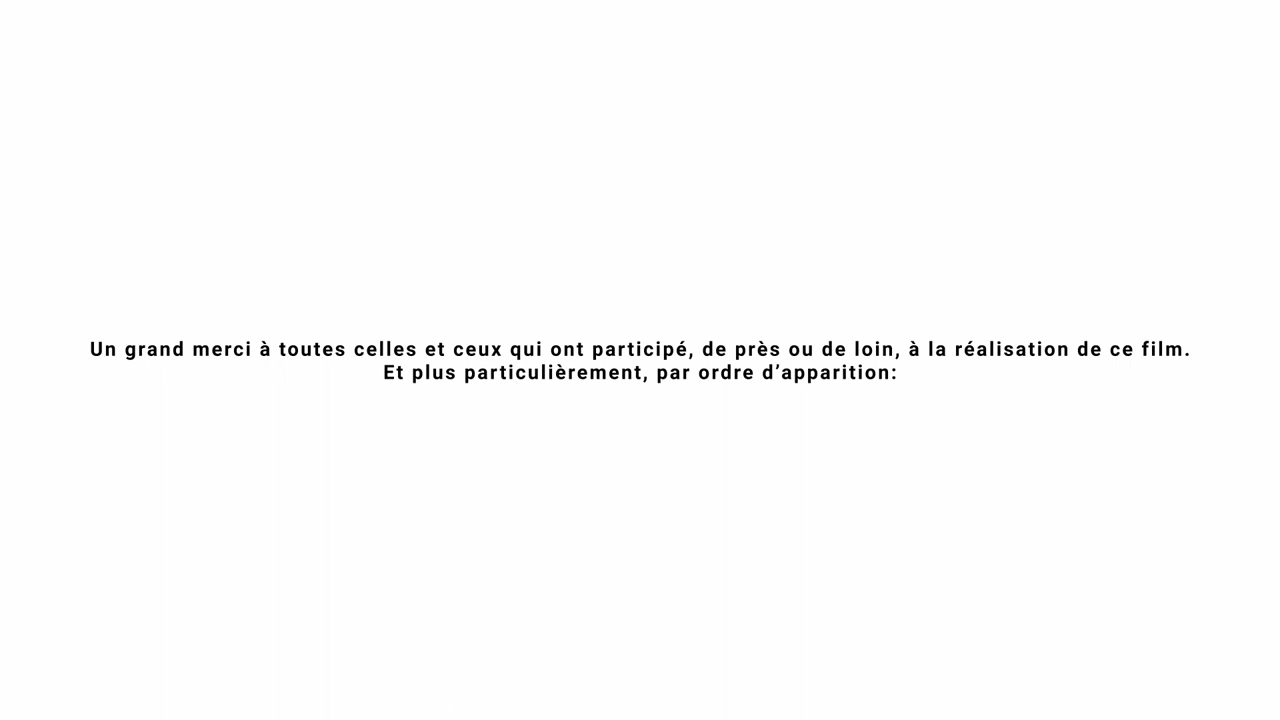 Un grand merci à toutes celles et ceux qui ont participé, de près ou de loin, à la réalisation de ce film.
Et plus particulièrement, par ordre d’apparition: